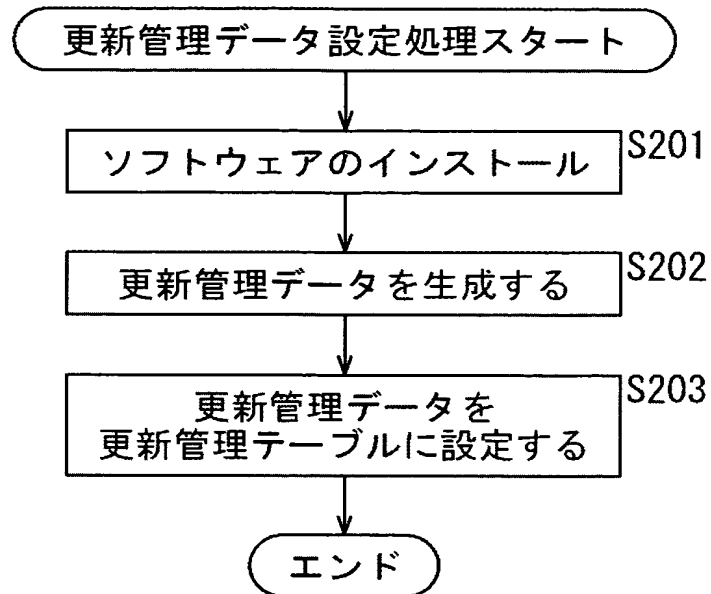 更新管理データ設定処理スタート
ソフトウェアのインストール
S201
更新管理データを生成する
S202
更新管理データを
更新管理テーブルに設定する
S203
エンド